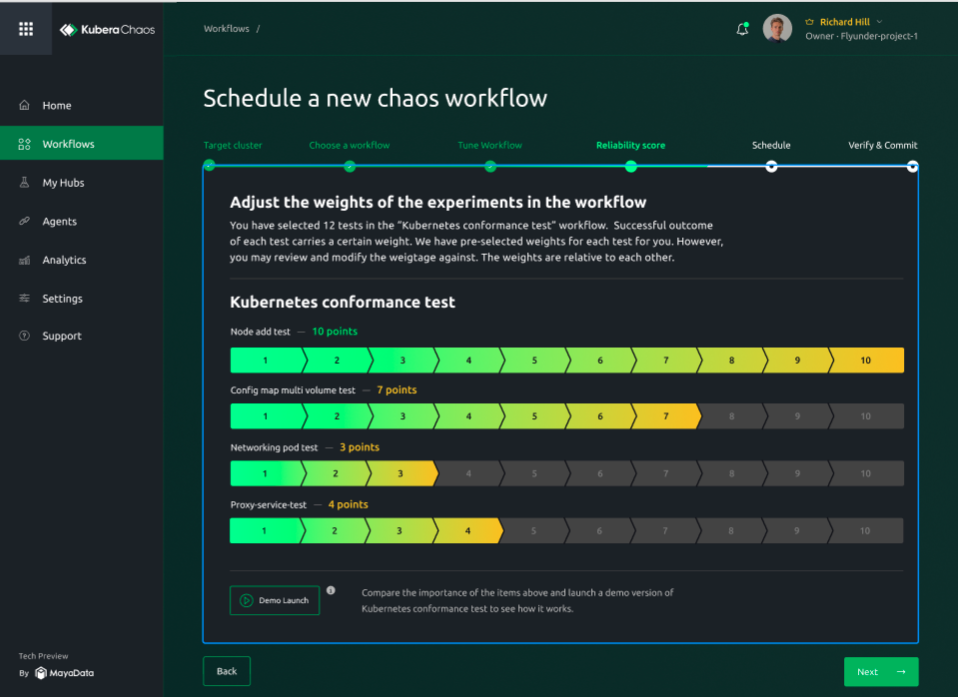 Kubera Chaos
Workflows /
Richard Hill
Owner - Flyunder-project-1
Home
Workflows
My Hubs
Agents
Analytics
Settings
Support
Schedule a new chaos workflow
Target cluster
Choose a workflow
Tune Workflow
Reliability score
Schedule
Verify & Commit
Adjust the weights of the experiments in the workflow
You have selected 12 tests in the “Kubernetes conformance test” workflow. Successful outcome
of each test carries a certain weight. We have pre-selected weights for each test for you. However,
you may review and modify the weigtage against. The weights are relative to each other.
Kubernetes conformance test
Node add test — 10 points
1 2 3 4 5 6 7 8 9 10
Config map multi volume test — 7 points
1 2 3 4 5 6 7 8 9 10
Networking pod test — 3 points
1 2 3 4 5 6 7 8 9 10
Proxy-service-test — 4 points
1 2 3 4 5 6 7 8 9 10
Demo Launch
Compare the importance of the items above and launch a demo version of
Kubernetes conformance test to see how it works.
Tech Preview
By MayaData
Back
Next →